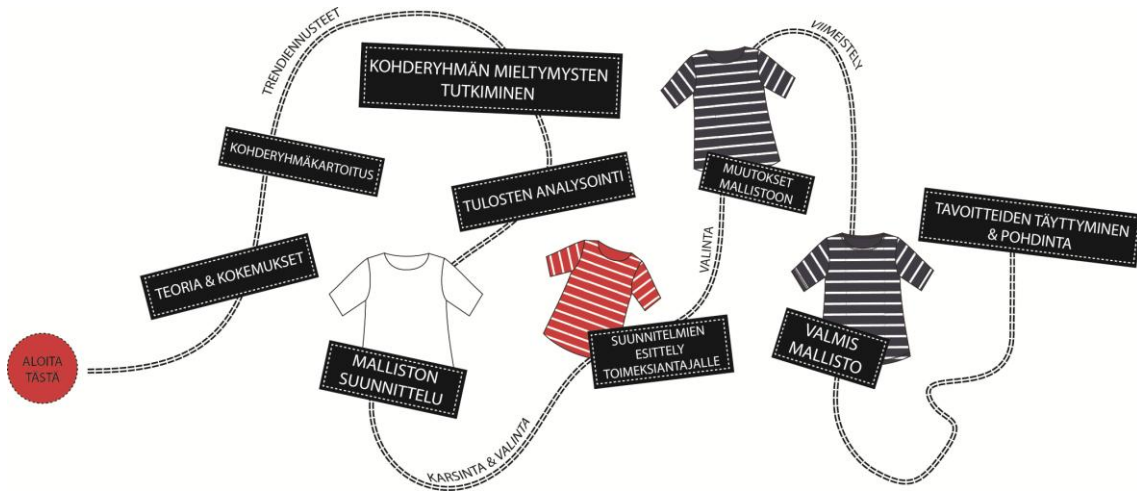 ALOITA
TÄSTÄ
TEORIA & KOKEMUKSET
KOHDERYHMÄKARTOITUS
TRENDIENNUSTEET
KOHDERYHMÄN MIELTYMYSTEN
TUTKIMINEN
TULOSTEN ANALYSOINTI
MALLISTON
SUUNNITTELU
KARSINTA & VALINTA
SUUNNITELMIEN
ESITTELY
TOIMEKSIANTAJALLE
VALINTA
MUUTOKSET
MALLISTOON
VIIMEISTELY
VALMIS
MALLISTO
TAVOITTEIDEN TÄYTTYMINEN
& POHDINTA